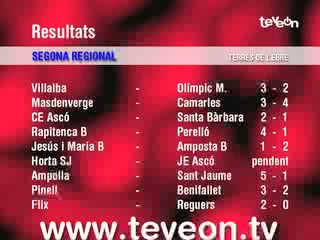 teveon
Resultats
SEGONA REGIONAL TERRES DE L'EBRE
Villalba - Olímpic M. 3 - 2
Masdenverge - Camarles 3 - 4
CE Ascó - Santa Bàrbara 2 - 1
Rapitenca B - Perelló 4 - 1
Jesús i Maria B - Amposta B 1 - 2
Horta SJ - JE Ascó pendent
Ampolla - Sant Jaume 5 - 1
Pinell - Benifallet 3 - 2
Flix - Reguers 2 - 0
www.teveon.tv